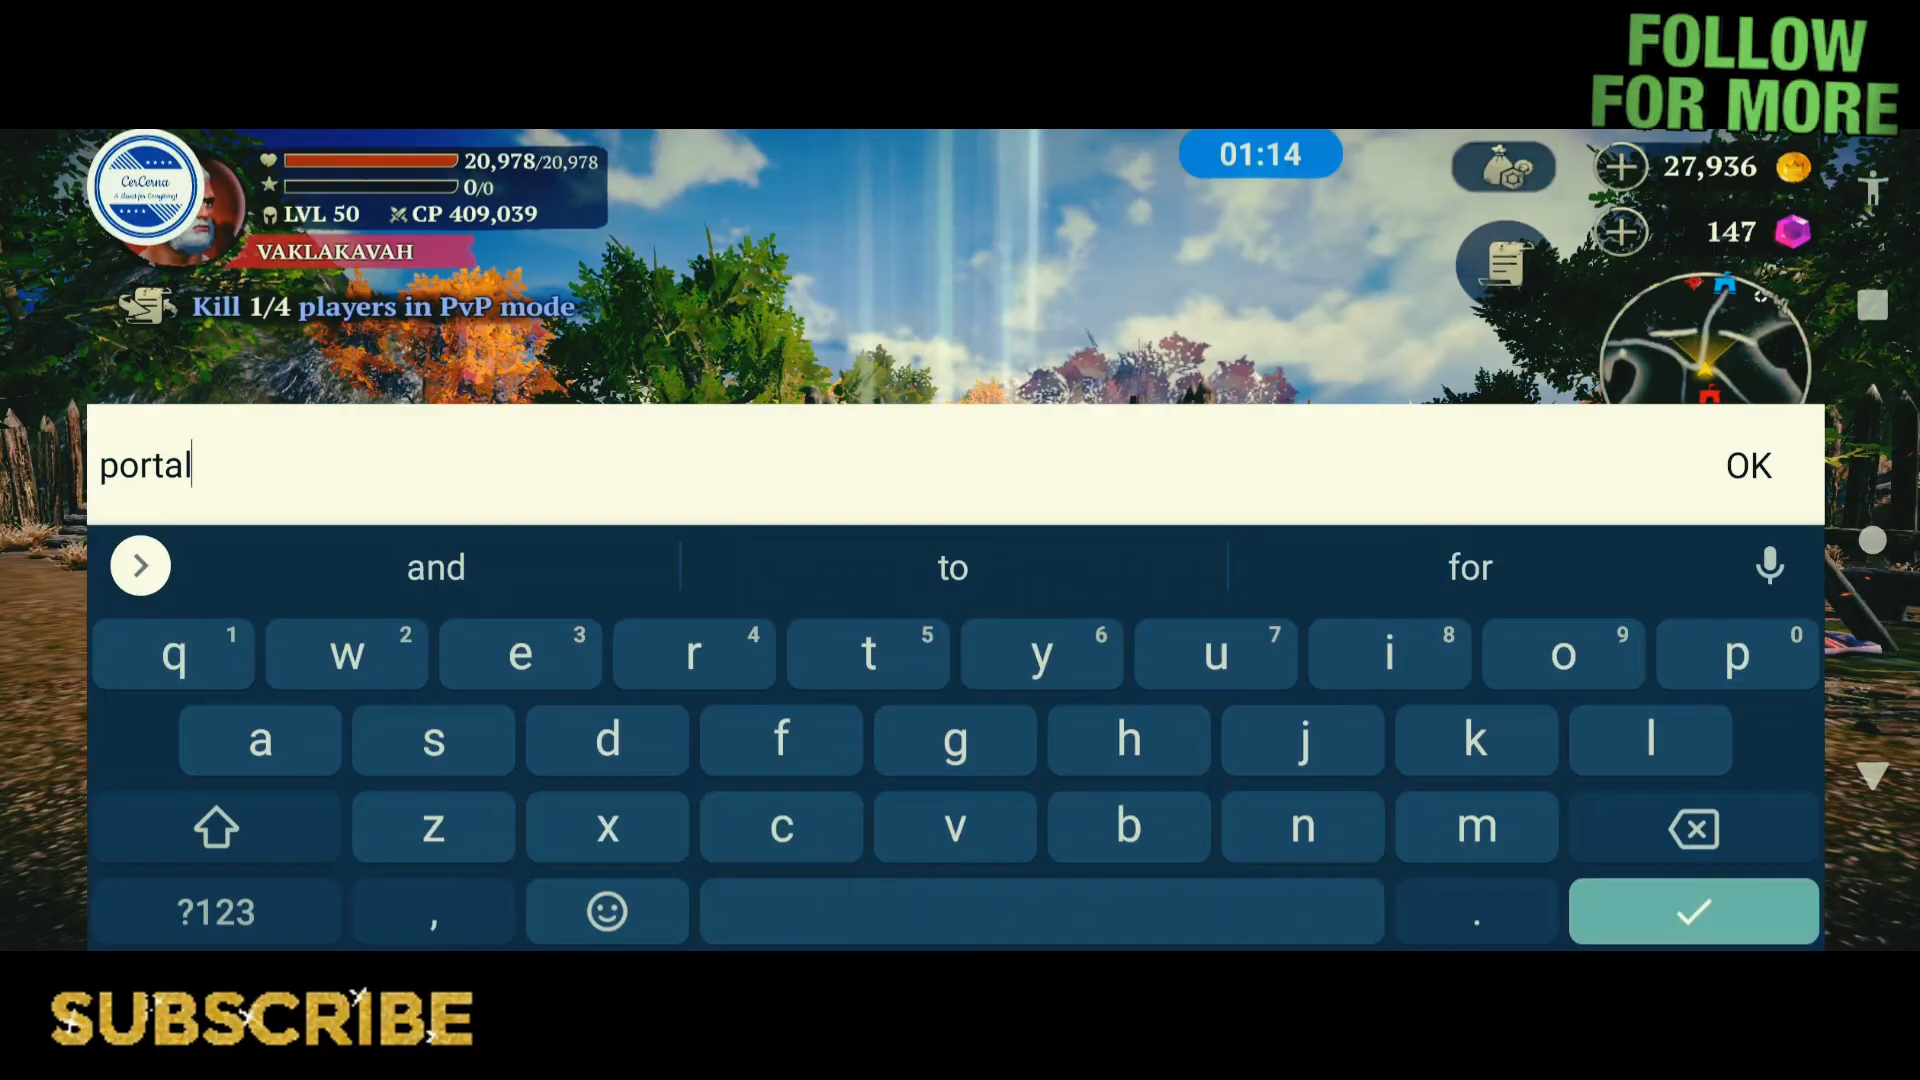 FOLLOW
FOR MORE
CerCerna
20,978/20,978
0/0
LVL 50 CP 409,039
VAKLAKAVAH
Kill 1/4 players in PvP mode
01:14
27,936
147
portal
OK
and to for
q 1 w 2 e 3 r 4 t 5 y 6 u 7 i 8 o 9 p 0
a s d f g h j k l
z x c v b n m
?123 , .
SUBSCRIBE